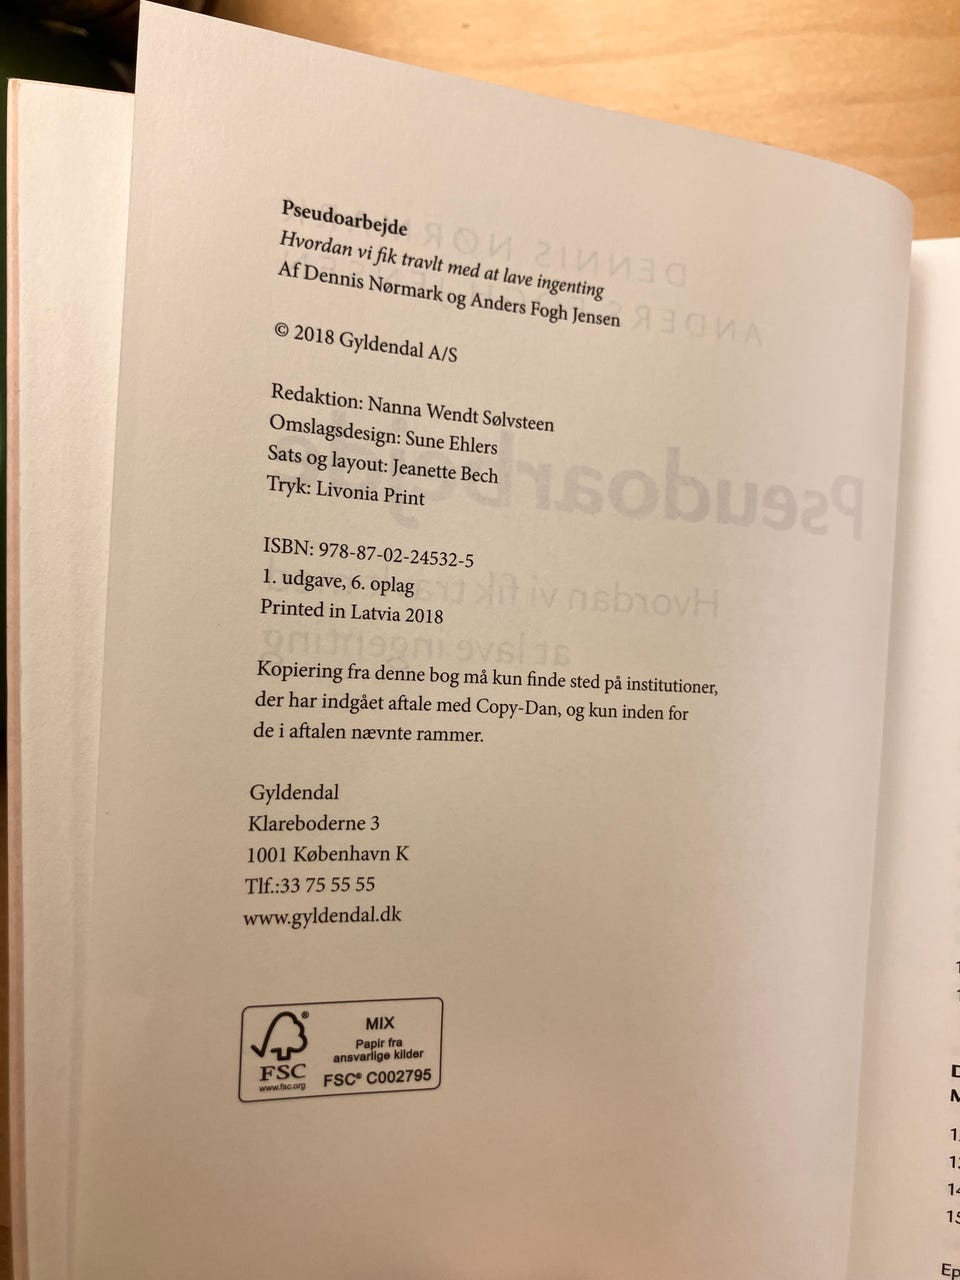 Pseudoarbejde
Hvordan vi fik travlt med at lave ingenting
Af Dennis Nørmark og Anders Fogh Jensen
© 2018 Gyldendal A/S
Redaktion: Nanna Wendt Sølvsteen
Omslagsdesign: Sune Ehlers
Sats og layout: Jeanette Bech
Tryk: Livonia Print
ISBN: 978-87-02-24532-5
1. udgave, 6. oplag
Printed in Latvia 2018
Kopiering fra denne bog må kun finde sted på institutioner,
der har indgået aftale med Copy-Dan, og kun inden for
de i aftalen nævnte rammer.
Gyldendal
Klareboderne 3
1001 København K
Tlf.:33 75 55 55
www.gyldendal.dk
®
FSC
www.fsc.org
MIX
Papir fra
ansvarlige kilder
FSC® C002795